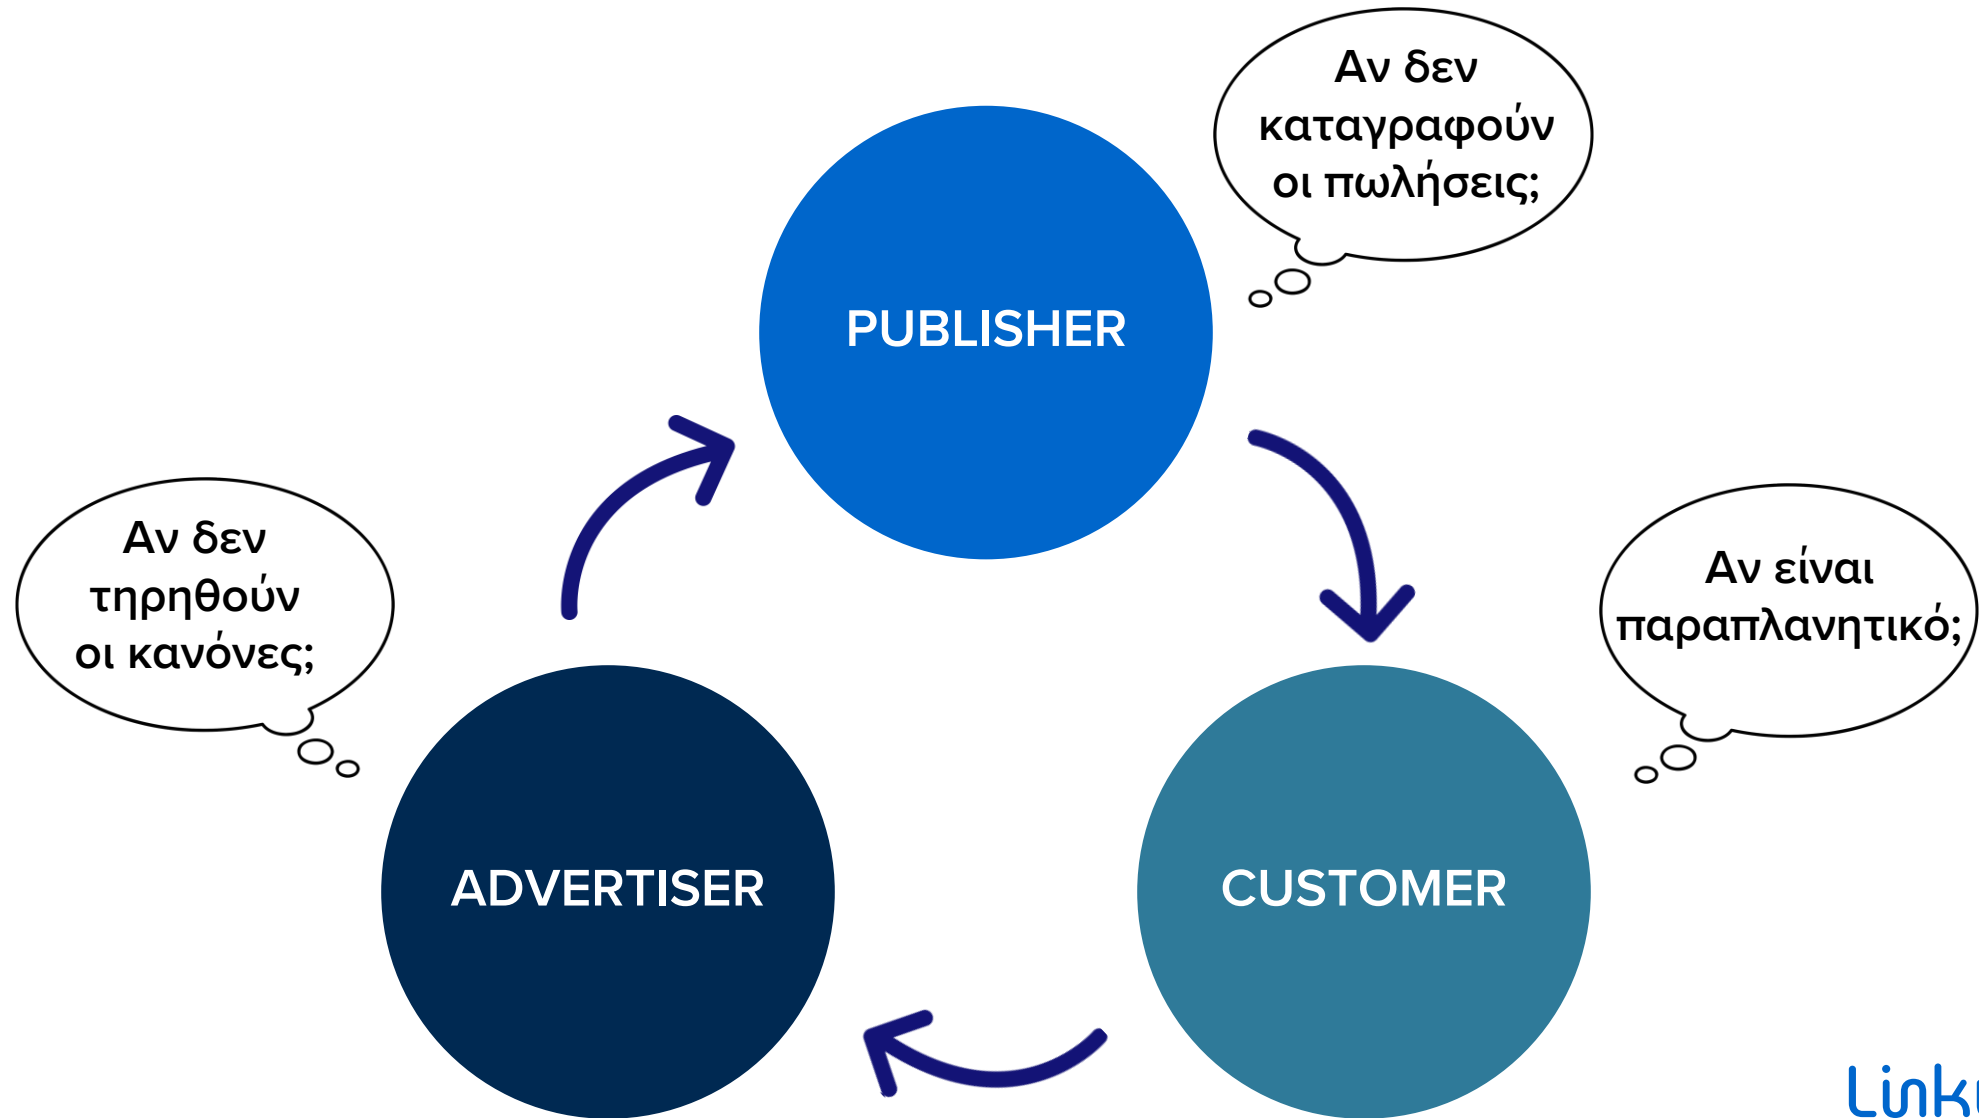 Αν δεν
καταγραφούν
οι πωλήσεις;
PUBLISHER
Αν δεν
τηρηθούν
οι κανόνες;
Αν είναι
παραπλανητικό;
ADVERTISER
CUSTOMER